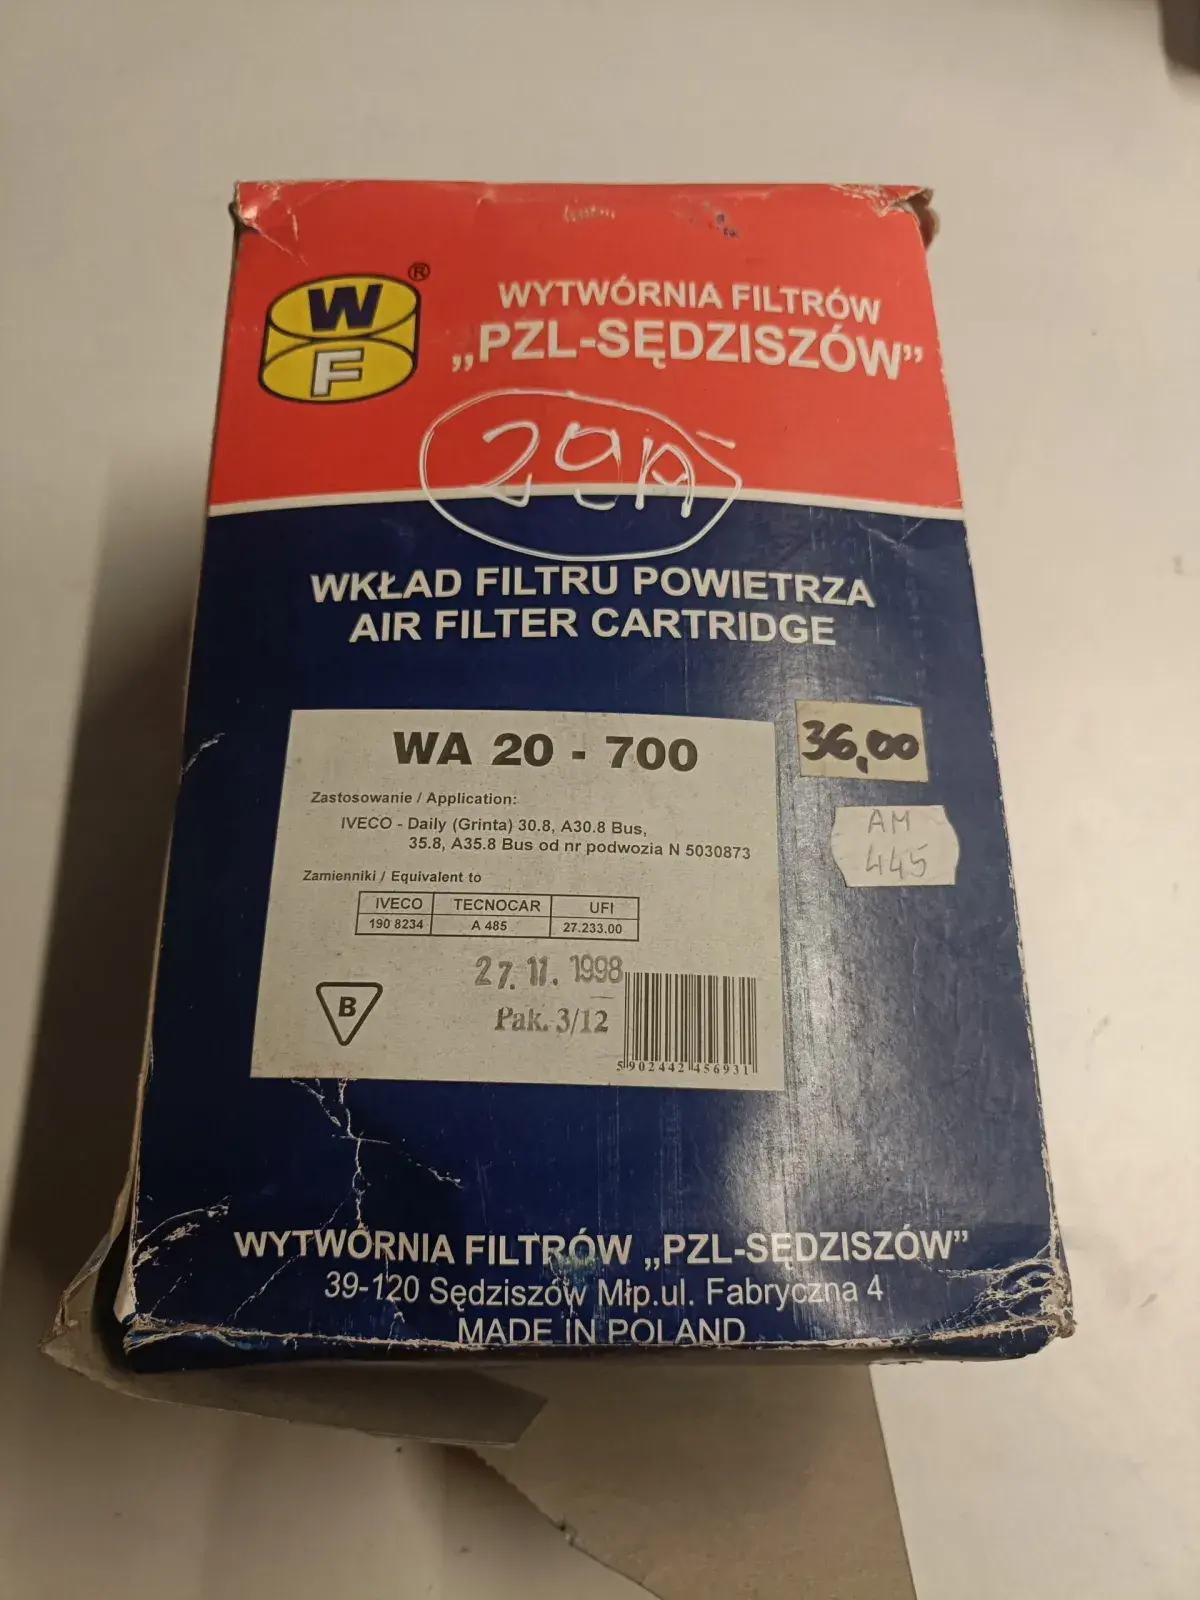 W
F
®
WYTWÓRNIA FILTRÓW
„PZL-SĘDZISZÓW”
WKŁAD FILTRU POWIETRZA
AIR FILTER CARTRIDGE
WA 20 - 700
36,00
Zastosowanie / Application:
IVECO - Daily (Grinta) 30.8, A30.8 Bus,
35.8, A35.8 Bus od nr podwozia N 5030873
AM
445
Zamienniki / Equivalent to
IVECO TECNOCAR UFI
190 8234 A 485 27.233.00
27. 11. 1998
B
Pak. 3/12
5902442456931
WYTWÓRNIA FILTRÓW „PZL-SĘDZISZÓW”
39-120 Sędziszów Młp.ul. Fabryczna 4
MADE IN POLAND